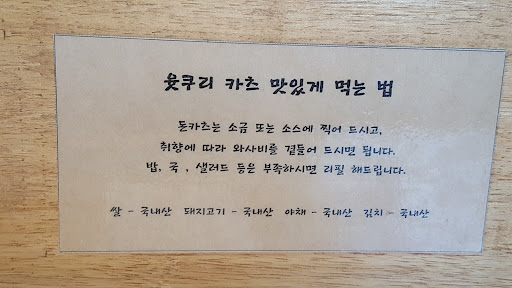 윳쿠리 카츠 맛있게 먹는 법
돈카츠는 소금 또는 소스에 찍어 드시고,
취향에 따라 와사비를 곁들어 드시면 됩니다.
밥, 국 , 샐러드 등은 부족하시면 리필 해드립니다.
쌀 - 국내산 돼지고기 - 국내산 야채 - 국내산 김치 - 국내산